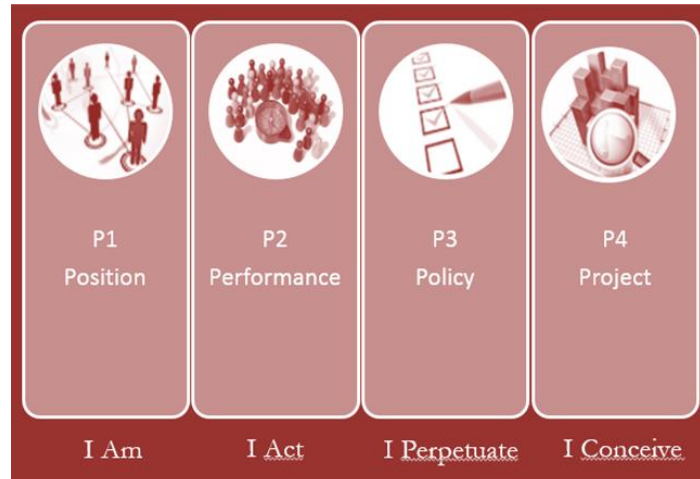 P1
Position
P2
Performance
P3
Policy
P4
Project
I Am
I Act
I Perpetuate
I Conceive